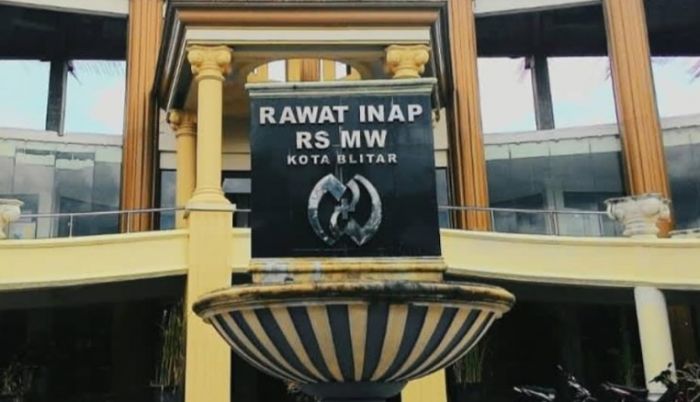 RAWAT INAP
RS MW
KOTA BLITAR